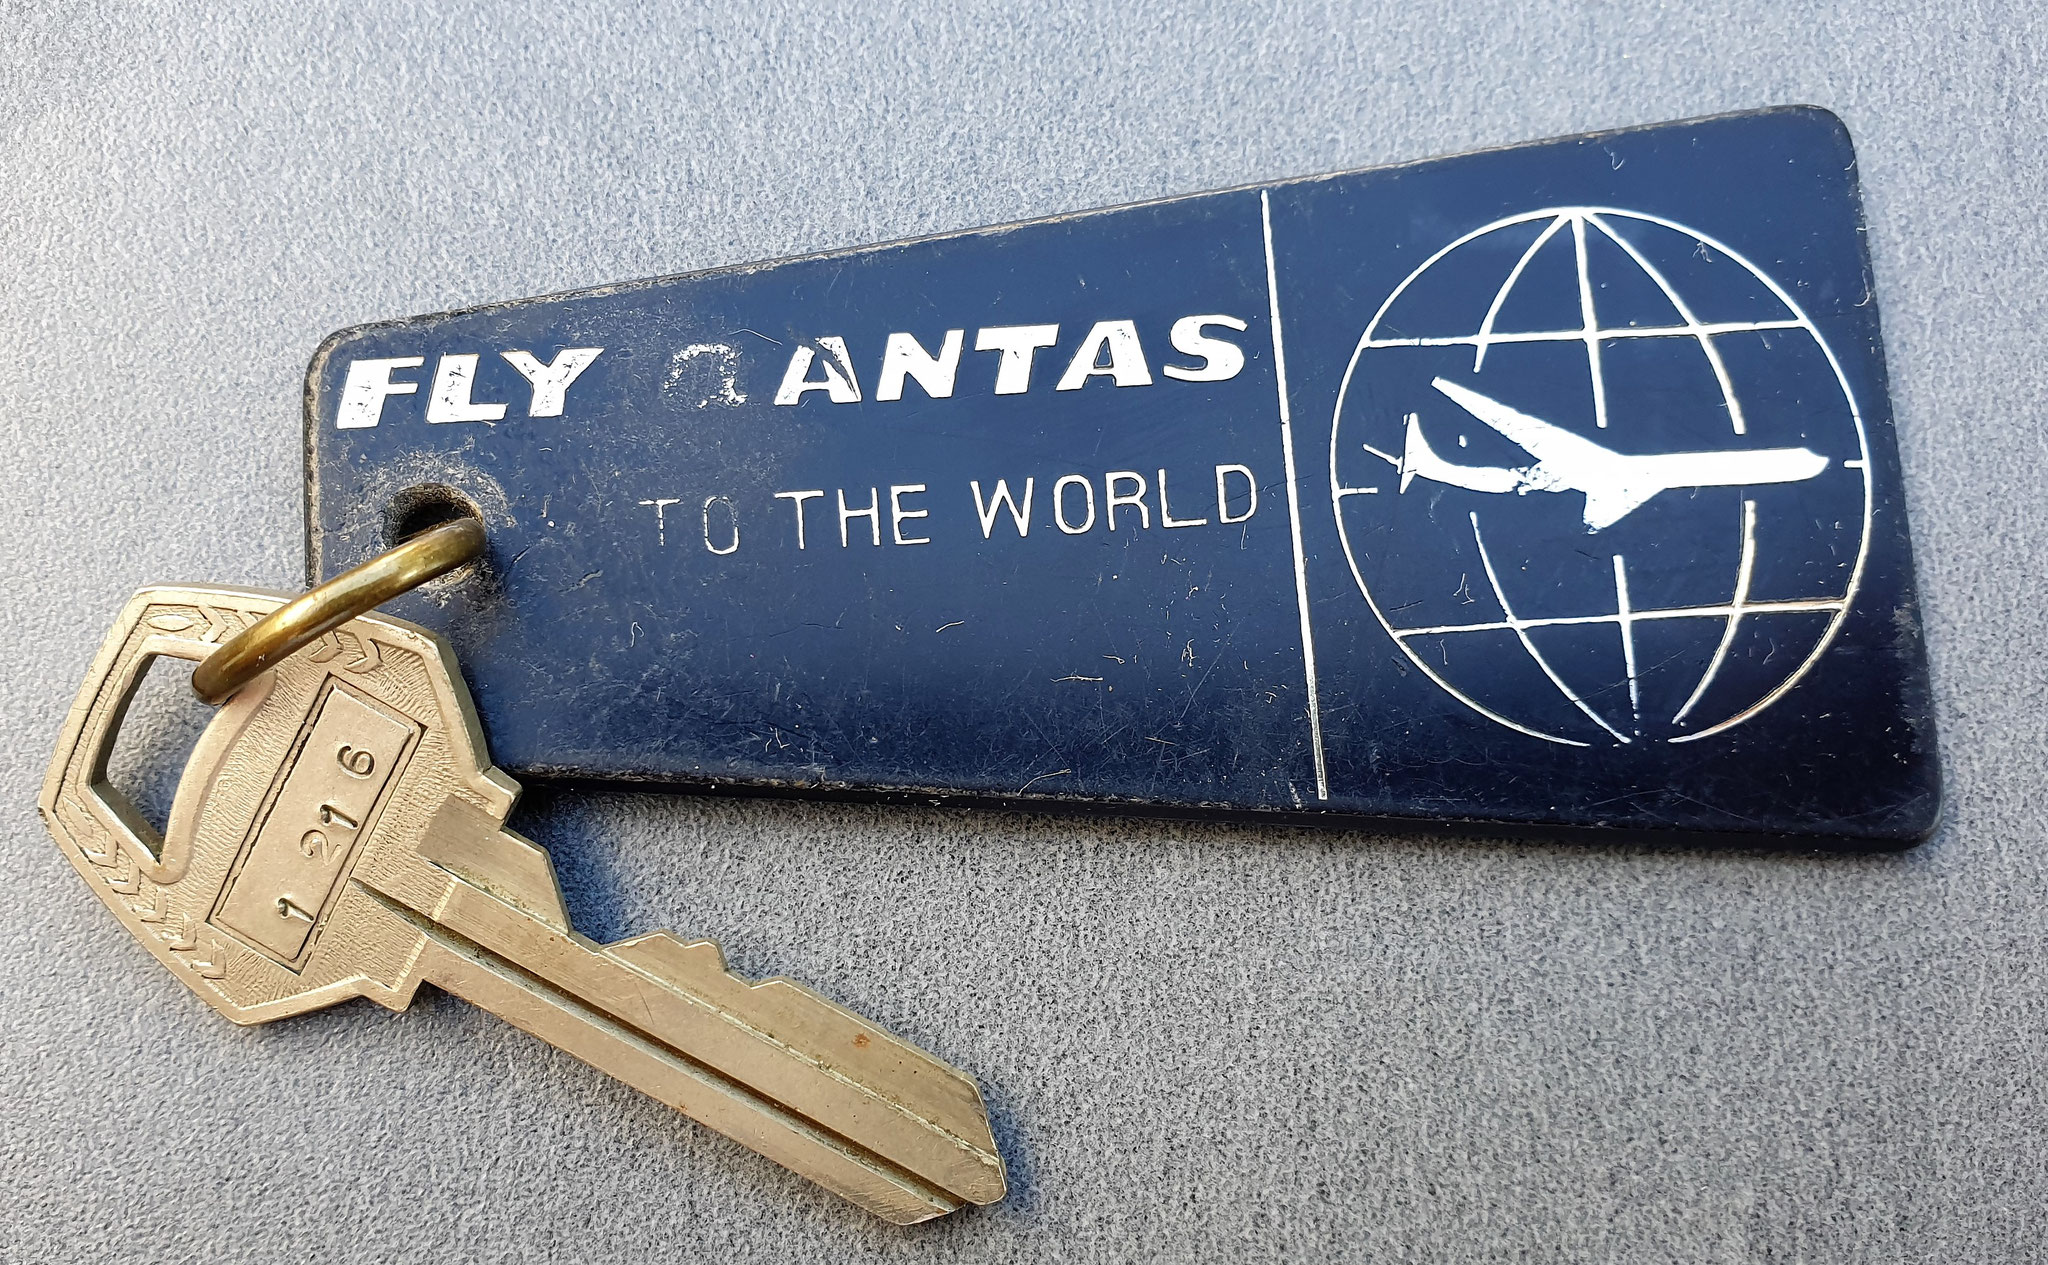 FLY QANTAS
TO THE WORLD
1 216